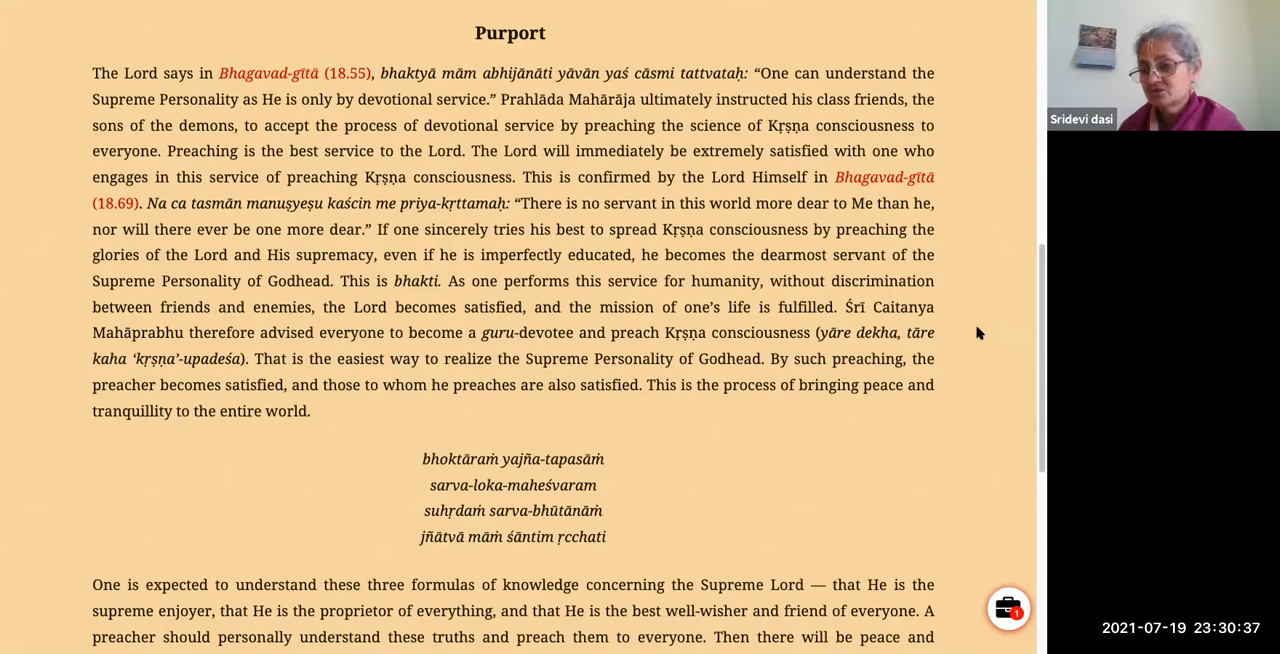 Purport
The Lord says in Bhagavad-gītā (18.55), bhaktyā mām abhijānāti yāvān yaś cāsmi tattvataḥ: “One can understand the
Supreme Personality as He is only by devotional service.” Prahlāda Mahārāja ultimately instructed his class friends, the
sons of the demons, to accept the process of devotional service by preaching the science of Kṛṣṇa consciousness to
everyone. Preaching is the best service to the Lord. The Lord will immediately be extremely satisfied with one who
engages in this service of preaching Kṛṣṇa consciousness. This is confirmed by the Lord Himself in Bhagavad-gītā
(18.69). Na ca tasmān manuṣyeṣu kaścin me priya-kṛttamaḥ: “There is no servant in this world more dear to Me than he,
nor will there ever be one more dear.” If one sincerely tries his best to spread Kṛṣṇa consciousness by preaching the
glories of the Lord and His supremacy, even if he is imperfectly educated, he becomes the dearmost servant of the
Supreme Personality of Godhead. This is bhakti. As one performs this service for humanity, without discrimination
between friends and enemies, the Lord becomes satisfied, and the mission of one’s life is fulfilled. Śrī Caitanya
Mahāprabhu therefore advised everyone to become a guru-devotee and preach Kṛṣṇa consciousness (yāre dekha, tāre
kaha ‘kṛṣṇa’-upadeśa). That is the easiest way to realize the Supreme Personality of Godhead. By such preaching, the
preacher becomes satisfied, and those to whom he preaches are also satisfied. This is the process of bringing peace and
tranquillity to the entire world.
bhoktāraṁ yajña-tapasāṁ
sarva-loka-maheśvaram
suhṛdaṁ sarva-bhūtānāṁ
jñātvā māṁ śāntim ṛcchati
One is expected to understand these three formulas of knowledge concerning the Supreme Lord — that He is the
supreme enjoyer, that He is the proprietor of everything, and that He is the best well-wisher and friend of everyone. A
preacher should personally understand these truths and preach them to everyone. Then there will be peace and
Sridevi dasi
1
2021-07-19 23:30:37